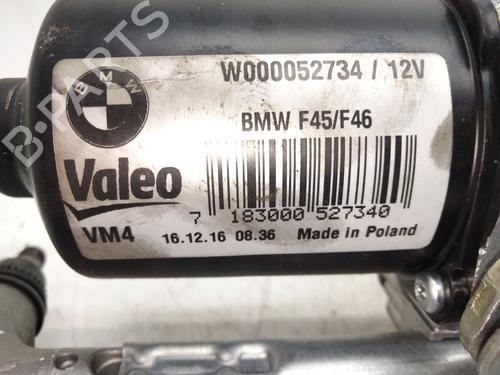 BMW
W000052734 / 12V
BMW F45/F46
Valeo
7 183000 527340
VM4
16.12.16 08.36 Made in Poland
B-PARTS